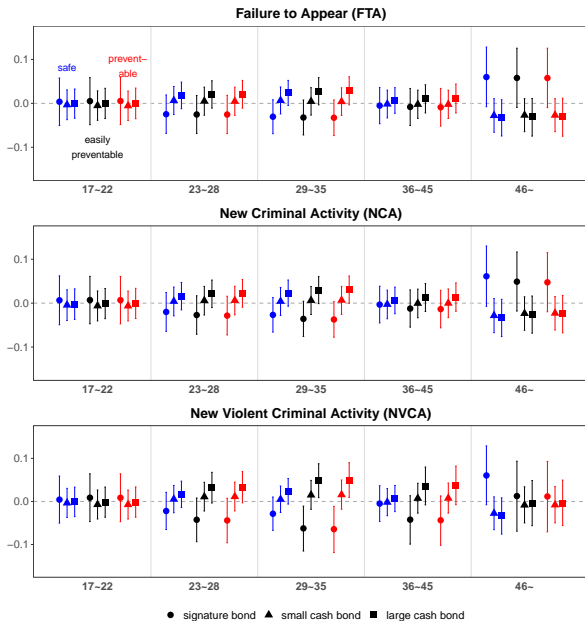 Failure to Appear (FTA)
safe
prevent−
able
easily
preventable
0.1
0.0
−0.1
17~22 23~28 29~35 36~45 46~
New Criminal Activity (NCA)
0.1
0.0
−0.1
17~22 23~28 29~35 36~45 46~
New Violent Criminal Activity (NVCA)
0.1
0.0
−0.1
17~22 23~28 29~35 36~45 46~
signature bond small cash bond large cash bond